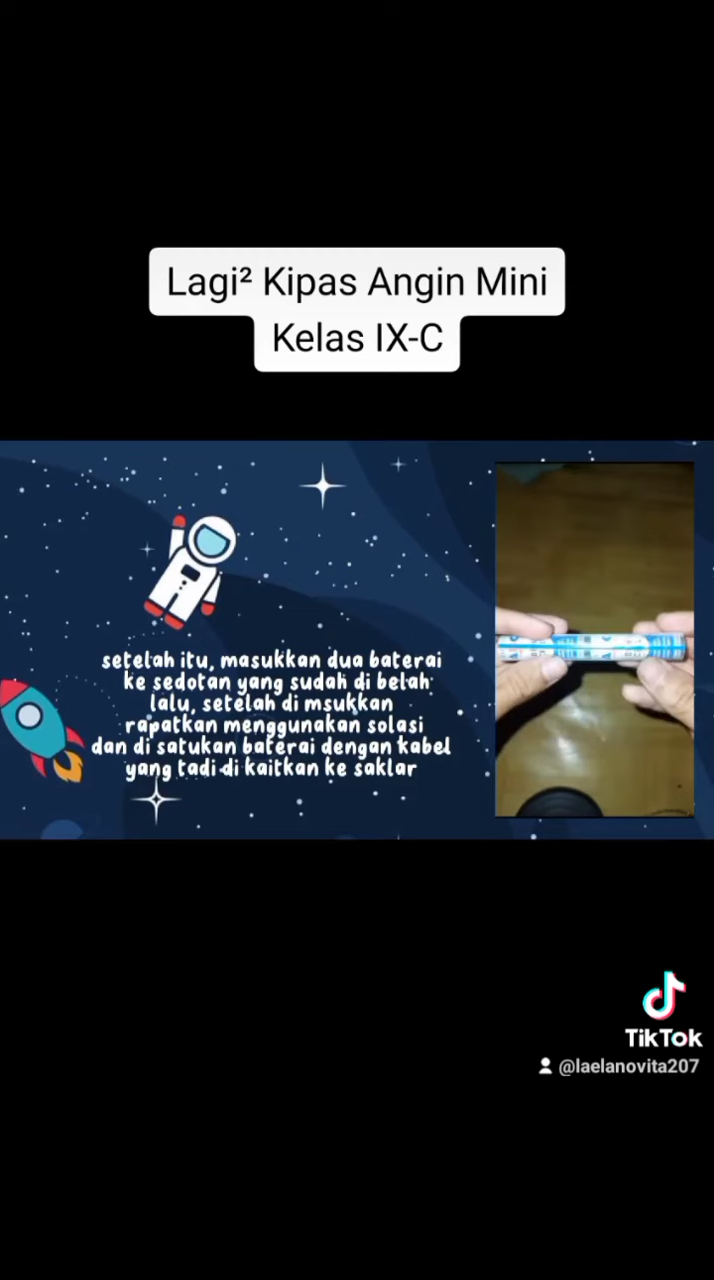 Lagi² Kipas Angin Mini
Kelas IX-C
setelah itu, masukkan dua baterai
ke sedotan yang sudah di belah
lalu, setelah di msukkan
rapatkan menggunakan solasi
dan di satukan baterai dengan kabel
yang tadi di kaitkan ke saklar
TikTok
@laelanovita207